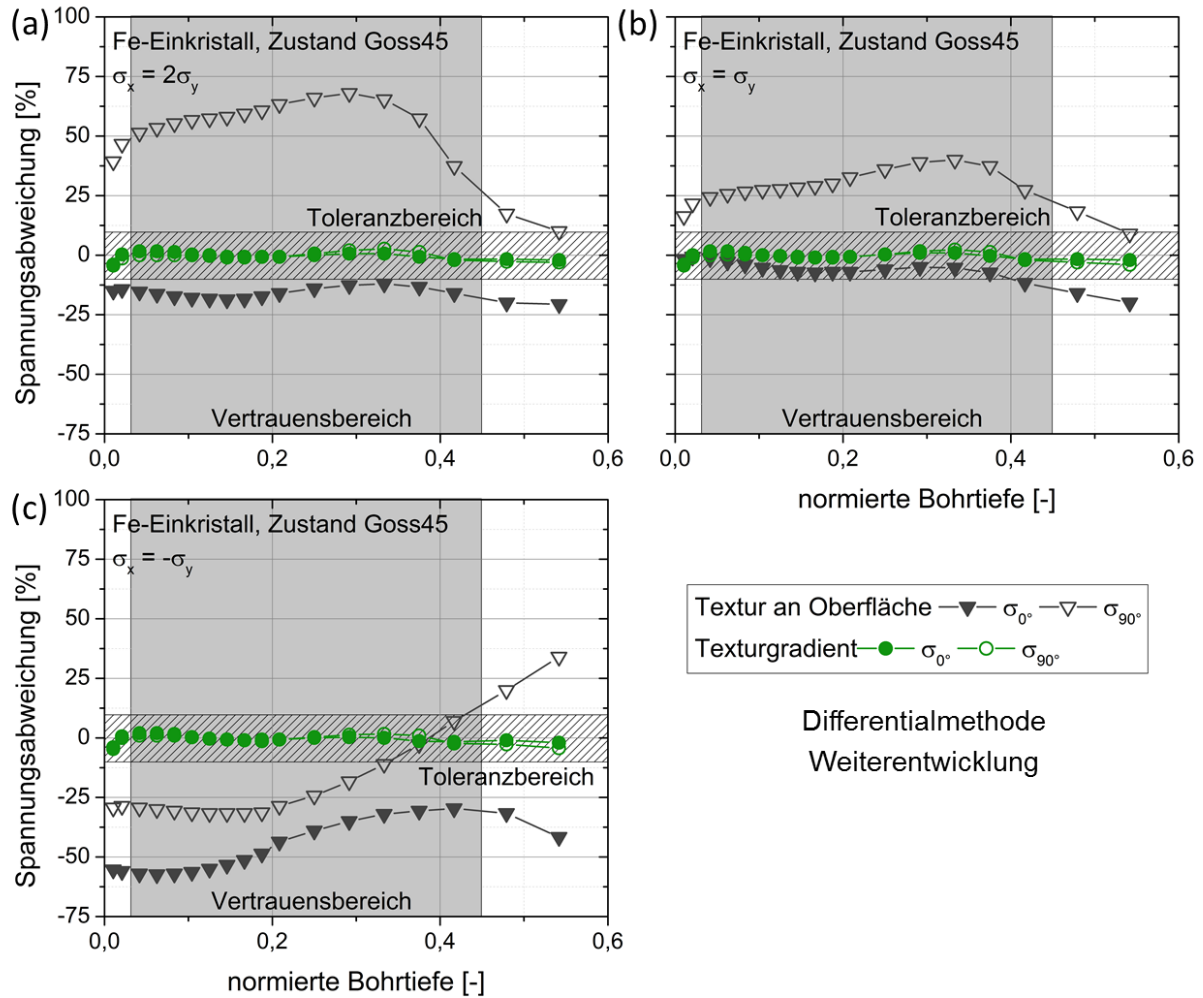 (a)
Spannungsabweichung [%]
100
75
50
25
0
-25
-50
-75
Fe-Einkristall, Zustand Goss45
σx = 2σy
Toleranzbereich
Vertrauensbereich
0,0 0,2 0,4 0,6
(b)
Fe-Einkristall, Zustand Goss45
σx = σy
Toleranzbereich
Vertrauensbereich
0,0 0,2 0,4 0,6
normierte Bohrtiefe [-]
(c)
Spannungsabweichung [%]
100
75
50
25
0
-25
-50
-75
Fe-Einkristall, Zustand Goss45
σx = -σy
Toleranzbereich
Vertrauensbereich
0,0 0,2 0,4 0,6
normierte Bohrtiefe [-]
Textur an Oberfläche σ0° σ90°
Texturgradient σ0° σ90°
Differentialmethode
Weiterentwicklung